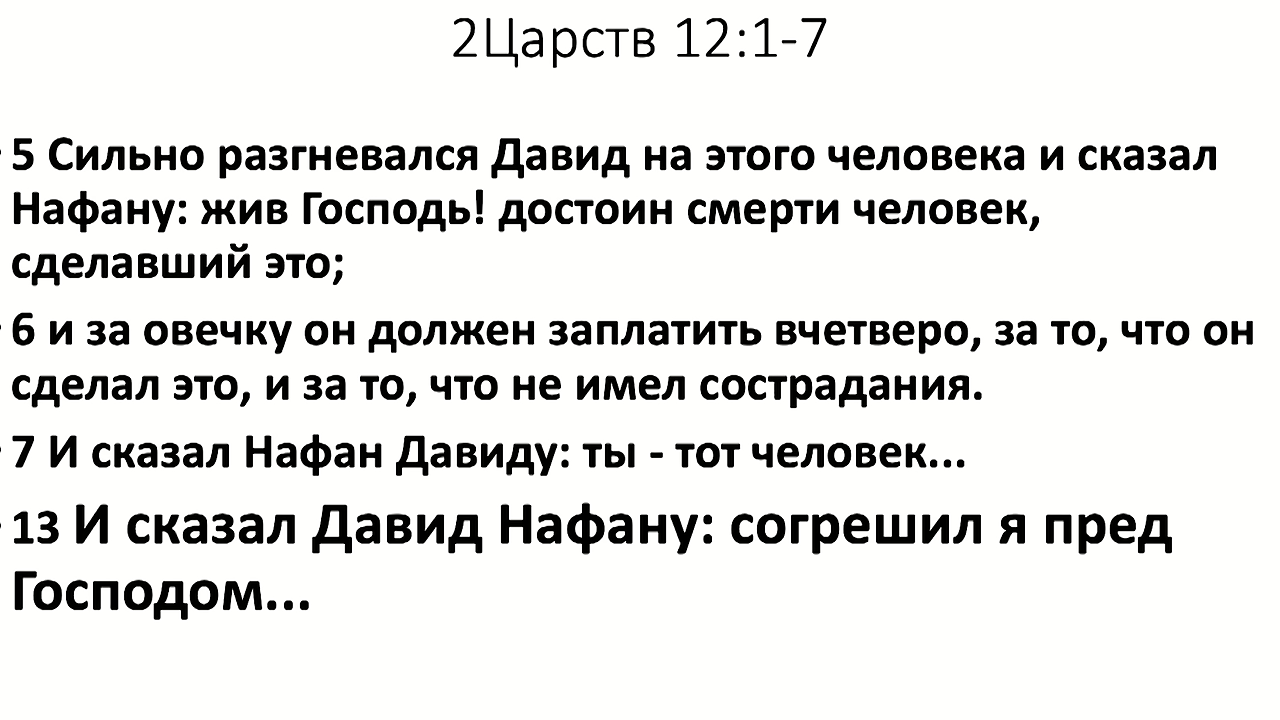 2Царств 12:1-7
· 5 Сильно разгневался Давид на этого человека и сказал
Нафану: жив Господь! достоин смерти человек,
сделавший это;
· 6 и за овечку он должен заплатить вчетверо, за то, что он
сделал это, и за то, что не имел сострадания.
· 7 И сказал Нафан Давиду: ты - тот человек...
· 13 И сказал Давид Нафану: согрешил я пред
Господом...